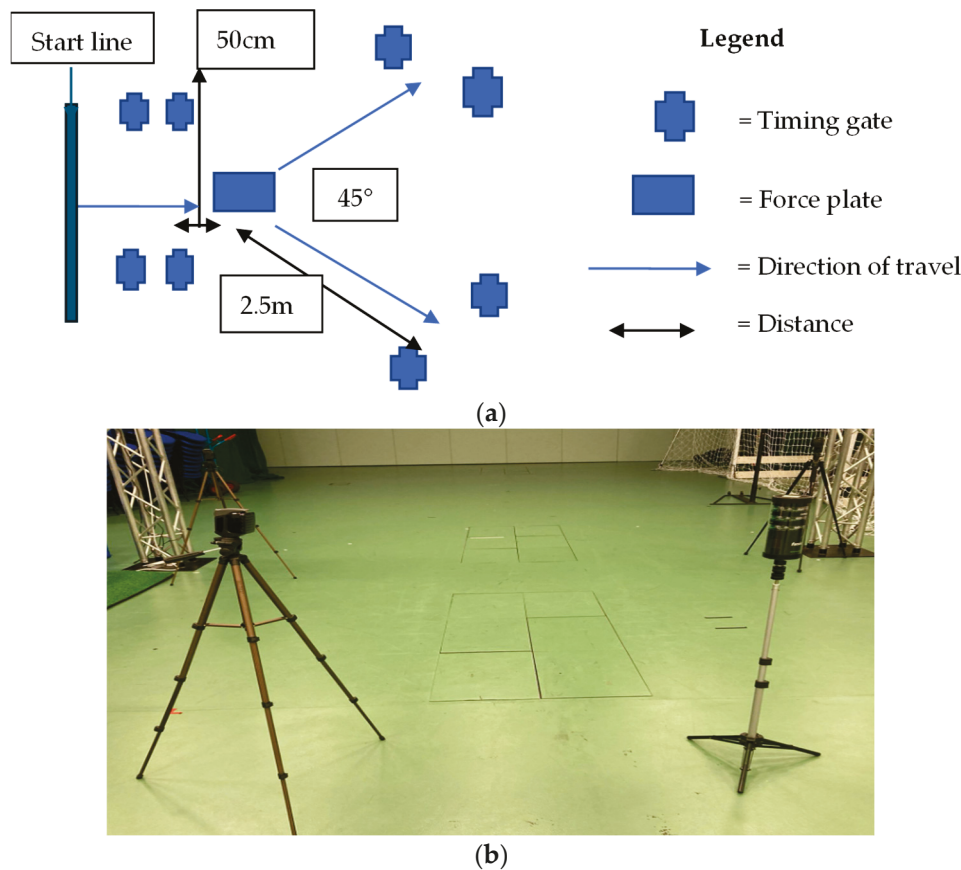 Start line
50cm
45°
2.5m
Legend
= Timing gate
= Force plate
= Direction of travel
= Distance
(a)
(b)